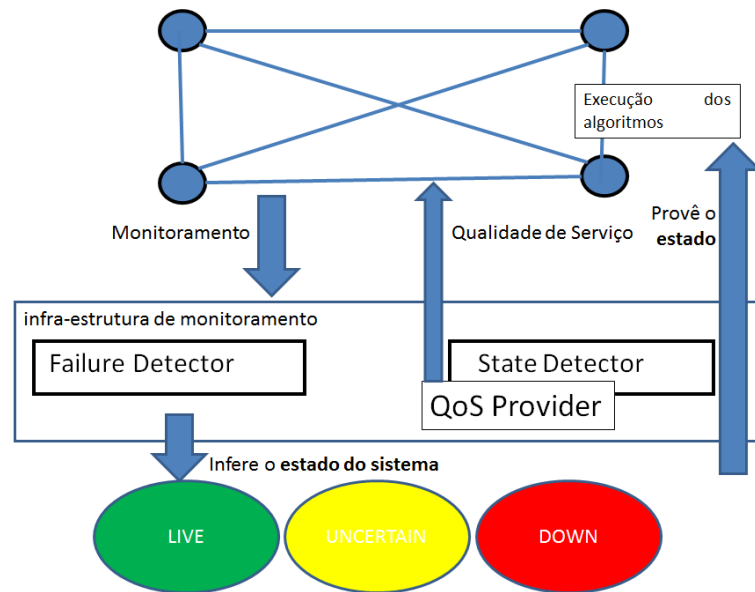 Execução dos
algoritmos
Monitoramento
Qualidade de Serviço
Provê o
estado
infra-estrutura de monitoramento
Failure Detector
State Detector
QoS Provider
Infere o estado do sistema
LIVE
UNCERTAIN
DOWN